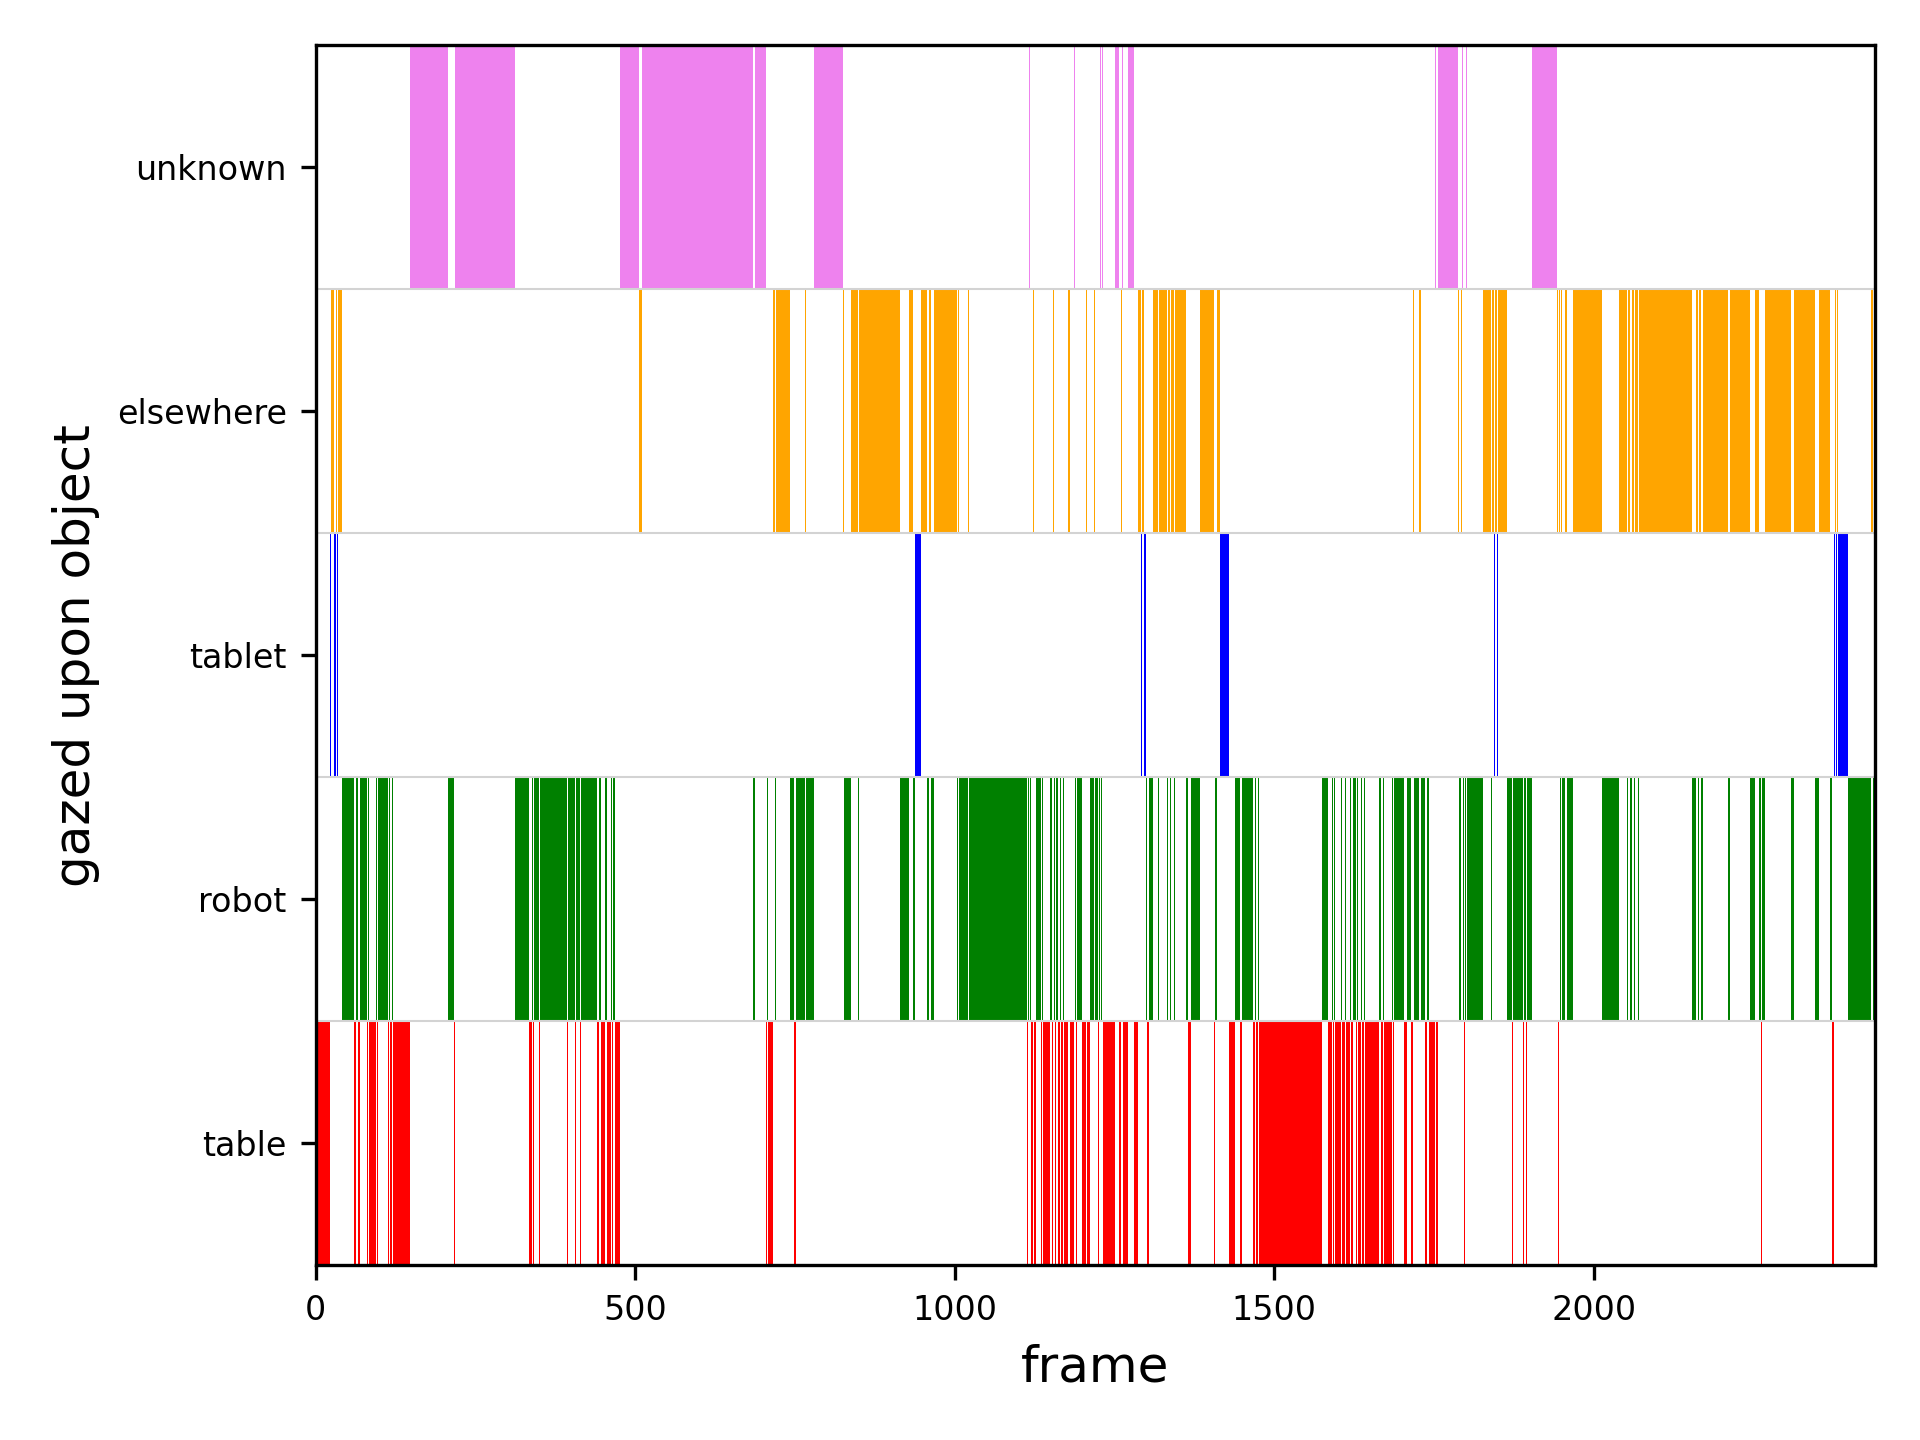 unknown
elsewhere
tablet
robot
table
gazed upon object
0 500 1000 1500 2000
frame